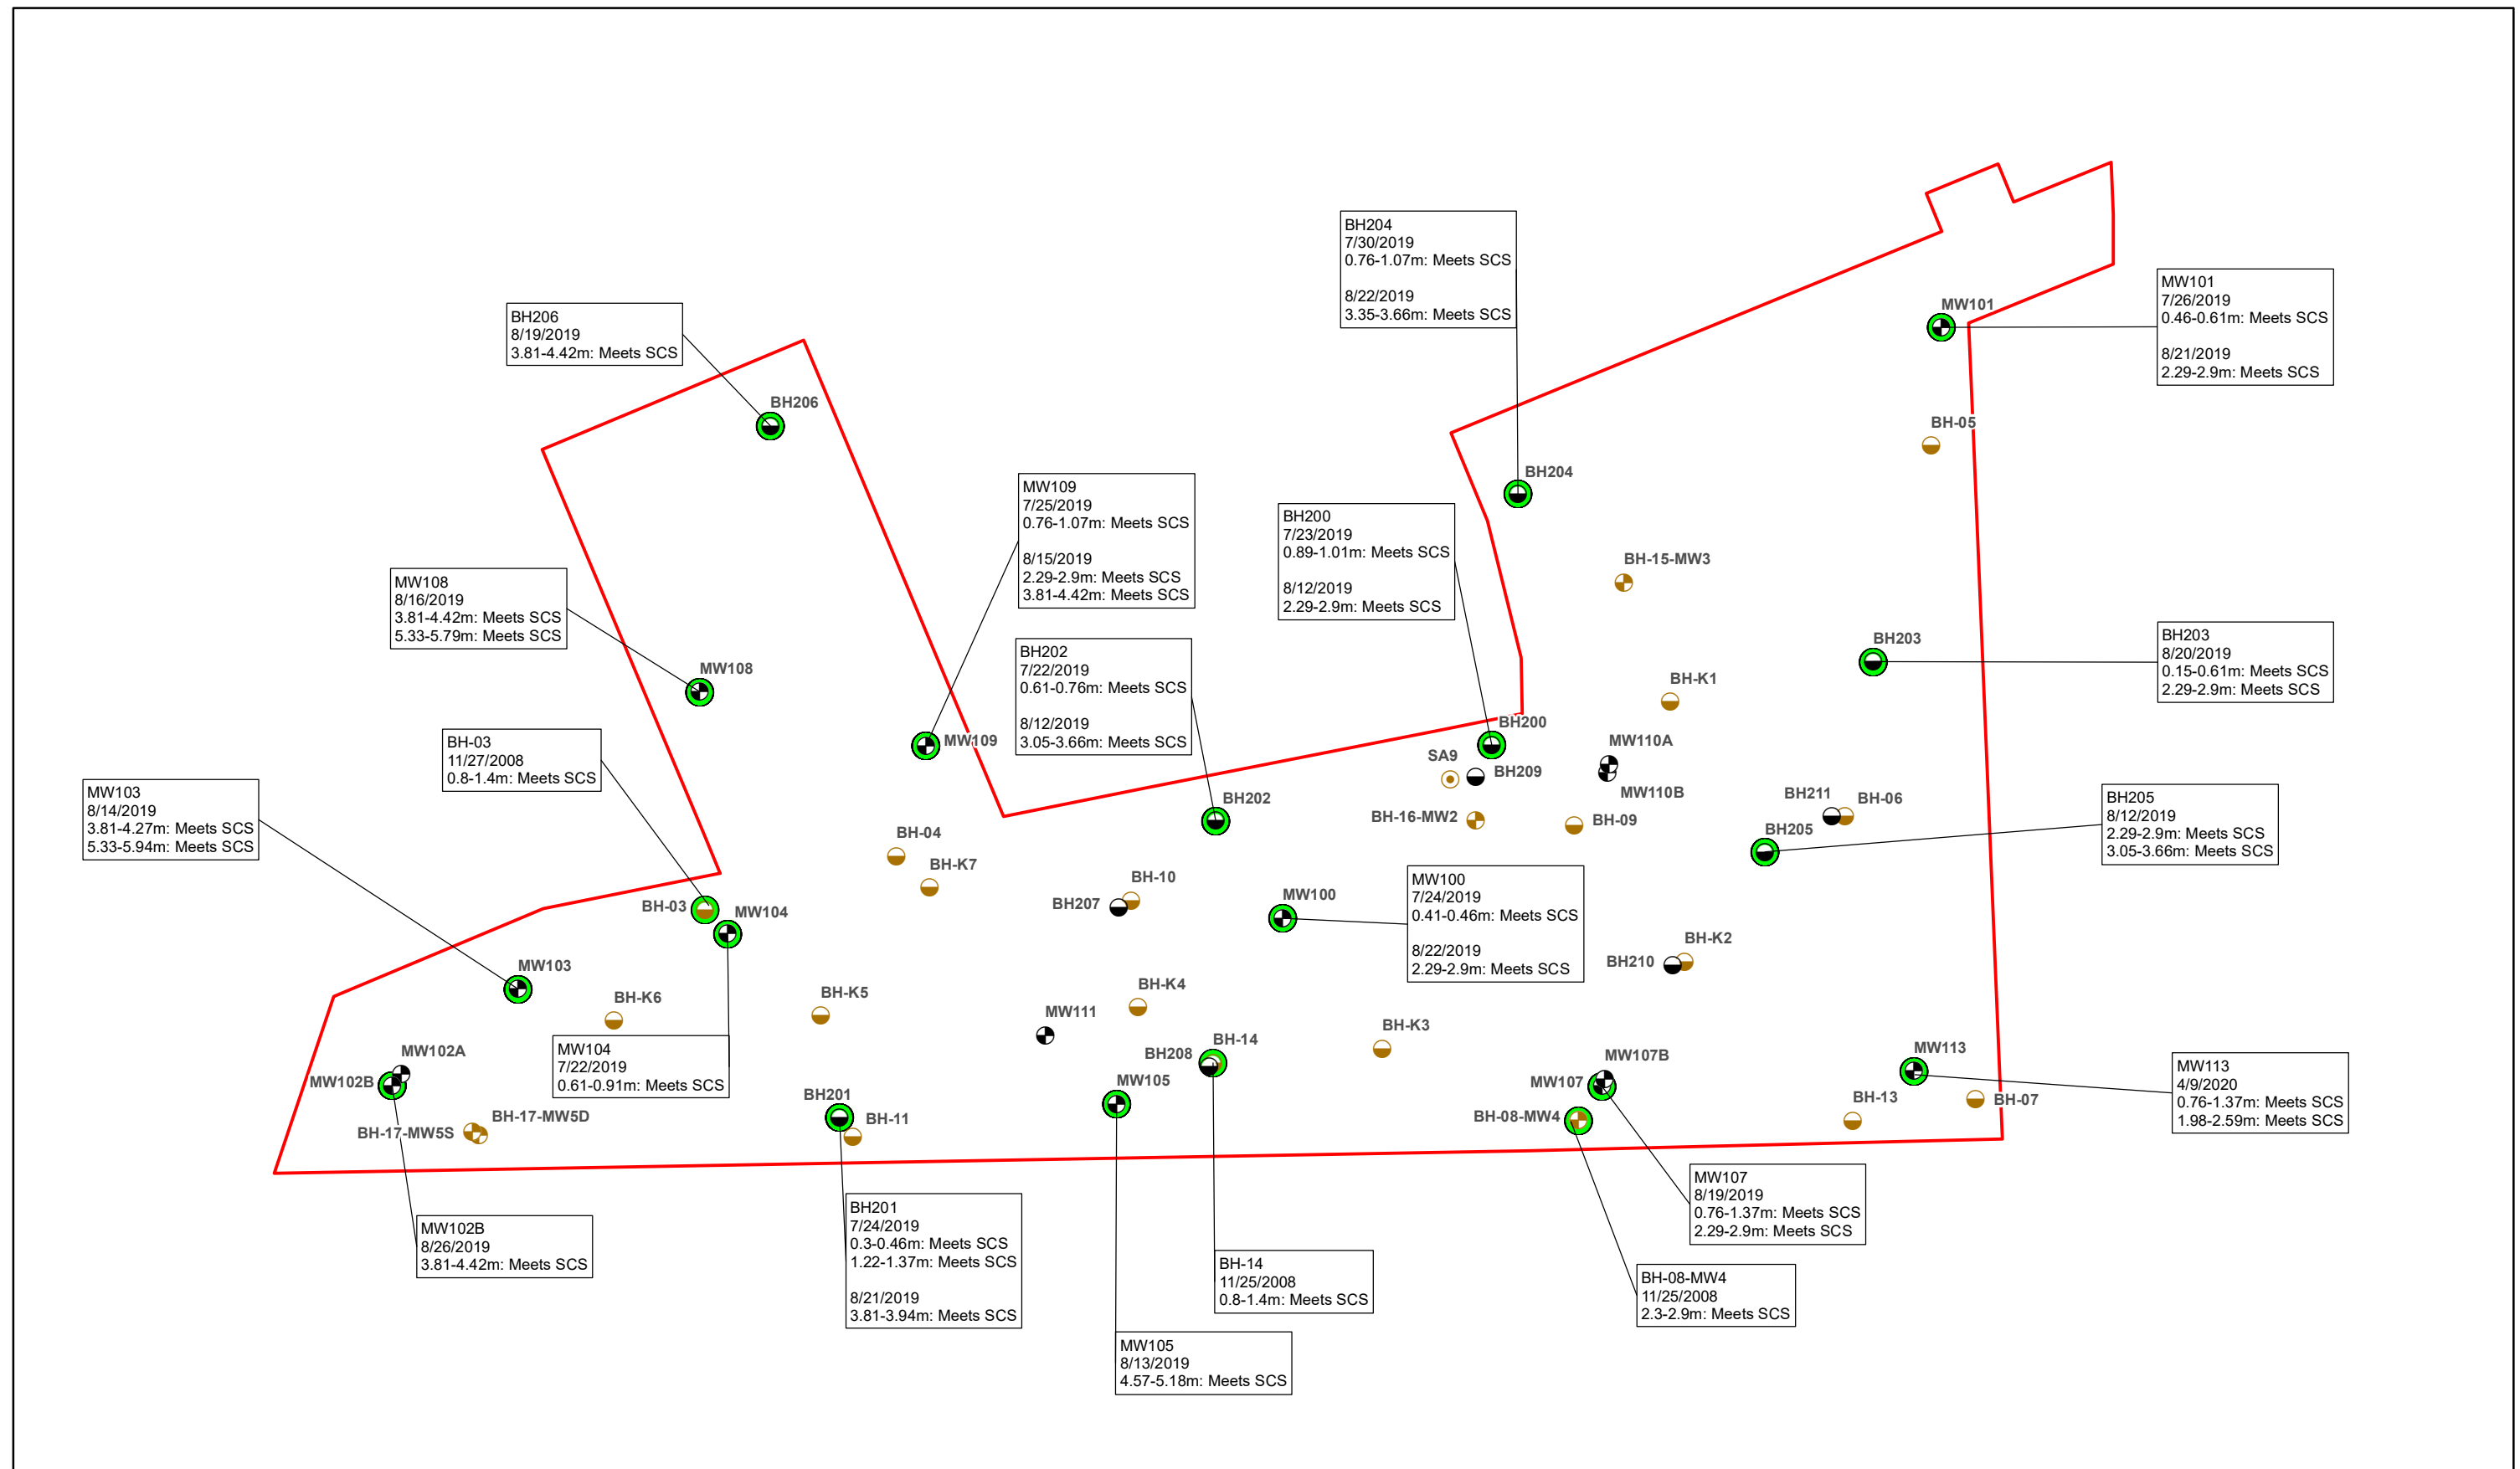 BH204
7/30/2019
0.76-1.07m: Meets SCS
8/22/2019
3.35-3.66m: Meets SCS
MW101
7/26/2019
0.46-0.61m: Meets SCS
8/21/2019
2.29-2.9m: Meets SCS
MW101
BH206
8/19/2019
3.81-4.42m: Meets SCS
BH206
BH-05
BH204
MW109
7/25/2019
0.76-1.07m: Meets SCS
8/15/2019
2.29-2.9m: Meets SCS
3.81-4.42m: Meets SCS
BH200
7/23/2019
0.89-1.01m: Meets SCS
8/12/2019
2.29-2.9m: Meets SCS
BH-15-MW3
MW108
8/16/2019
3.81-4.42m: Meets SCS
5.33-5.79m: Meets SCS
MW108
BH202
7/22/2019
0.61-0.76m: Meets SCS
8/12/2019
3.05-3.66m: Meets SCS
BH203
BH203
8/20/2019
0.15-0.61m: Meets SCS
2.29-2.9m: Meets SCS
BH-K1
BH-03
11/27/2008
0.8-1.4m: Meets SCS
MW109
BH200
MW110A
SA9
BH209
MW110B
MW103
8/14/2019
3.81-4.27m: Meets SCS
5.33-5.94m: Meets SCS
BH202
BH-16-MW2
BH-09
BH211
BH-06
BH205
BH205
8/12/2019
2.29-2.9m: Meets SCS
3.05-3.66m: Meets SCS
BH-04
BH-K7
BH-10
BH207
MW100
MW100
7/24/2019
0.41-0.46m: Meets SCS
8/22/2019
2.29-2.9m: Meets SCS
BH-03
MW104
BH-K2
BH210
MW103
BH-K6
BH-K5
BH-K4
MW111
BH-K3
MW104
7/22/2019
0.61-0.91m: Meets SCS
MW102A
MW102B
BH208
BH-14
MW105
MW107B
MW107
MW113
MW113
4/9/2020
0.76-1.37m: Meets SCS
1.98-2.59m: Meets SCS
BH-17-MW5S
BH-17-MW5D
BH201
BH-11
BH-08-MW4
BH-13
BH-07
MW102B
8/26/2019
3.81-4.42m: Meets SCS
BH201
7/24/2019
0.3-0.46m: Meets SCS
1.22-1.37m: Meets SCS
8/21/2019
3.81-3.94m: Meets SCS
BH-14
11/25/2008
0.8-1.4m: Meets SCS
MW107
8/19/2019
0.76-1.37m: Meets SCS
2.29-2.9m: Meets SCS
BH-08-MW4
11/25/2008
2.3-2.9m: Meets SCS
MW105
8/13/2019
4.57-5.18m: Meets SCS